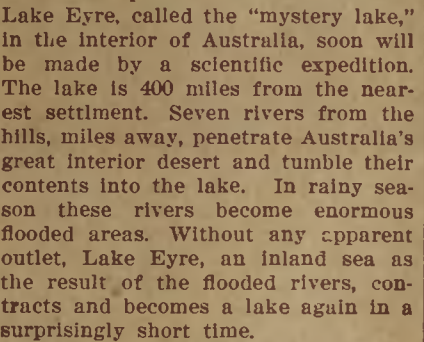 Lake Eyre, called the “mystery lake,”
in the interior of Australia, soon will
be made by a scientific expedition.
The lake is 400 miles from the near-
est settlment. Seven rivers from the
hills, miles away, penetrate Australia's
great interior desert and tumble their
contents into the lake. In rainy sea-
son these rivers become enormous
flooded areas. Without any apparent
outlet, Lake Eyre, an inland sea as
the result of the flooded rivers, con-
tracts and becomes a lake again in a
surprisingly short time.